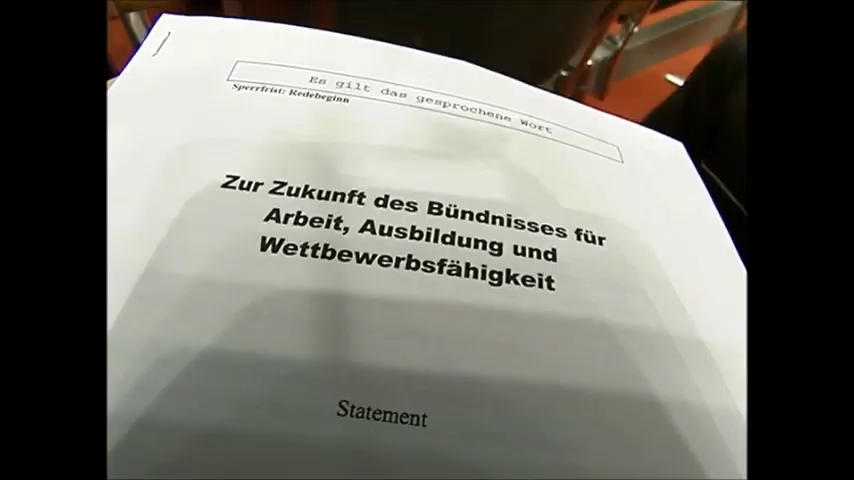 Es gilt das gesprochene Wort
Sperrfrist: Redebeginn
Zur Zukunft des Bündnisses für
Arbeit, Ausbildung und
Wettbewerbsfähigkeit
Statement